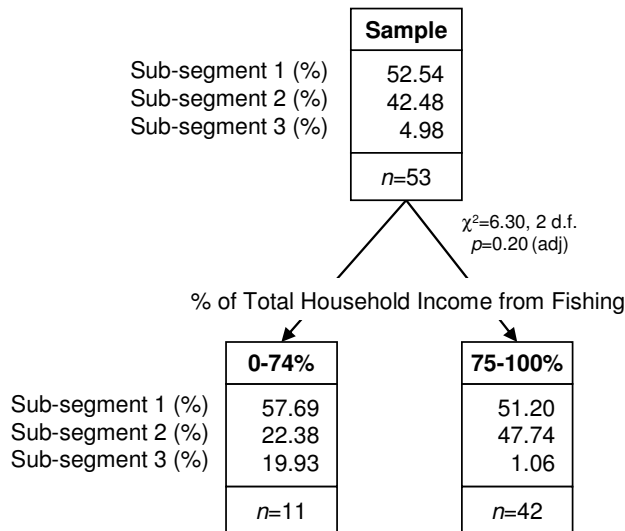 Sample
Sub-segment 1 (%) 52.54
Sub-segment 2 (%) 42.48
Sub-segment 3 (%) 4.98
n=53
χ²=6.30, 2 d.f.
p=0.20 (adj)
% of Total Household Income from Fishing
0-74% 75-100%
Sub-segment 1 (%) 57.69 51.20
Sub-segment 2 (%) 22.38 47.74
Sub-segment 3 (%) 19.93 1.06
n=11 n=42